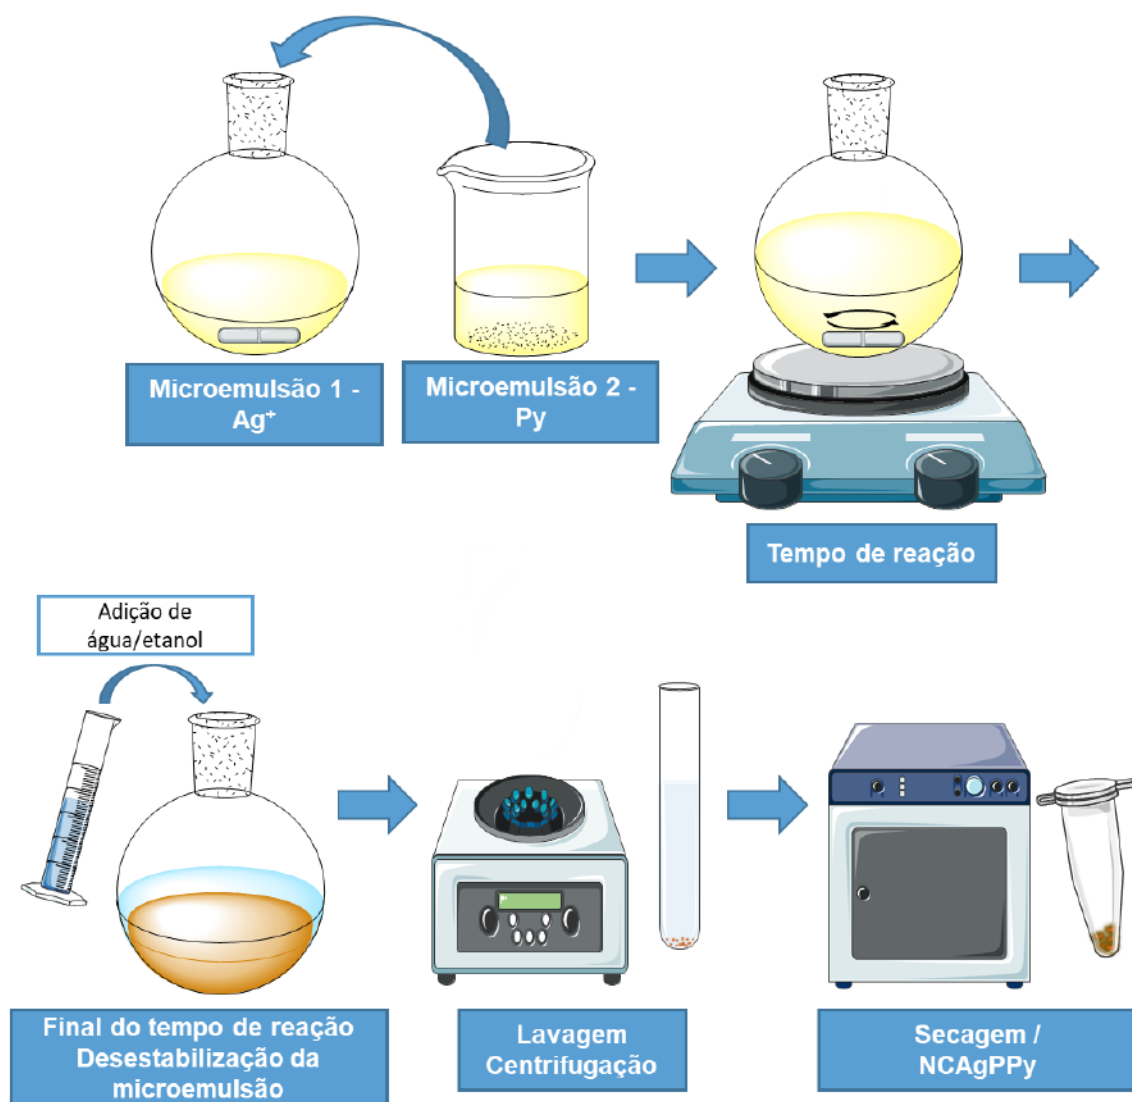 Microemulsão 1 -
Ag⁺
Microemulsão 2 -
Py
Tempo de reação
Adição de
água/etanol
Final do tempo de reação
Desestabilização da
microemulsão
Lavagem
Centrifugação
Secagem /
NCAgPPy